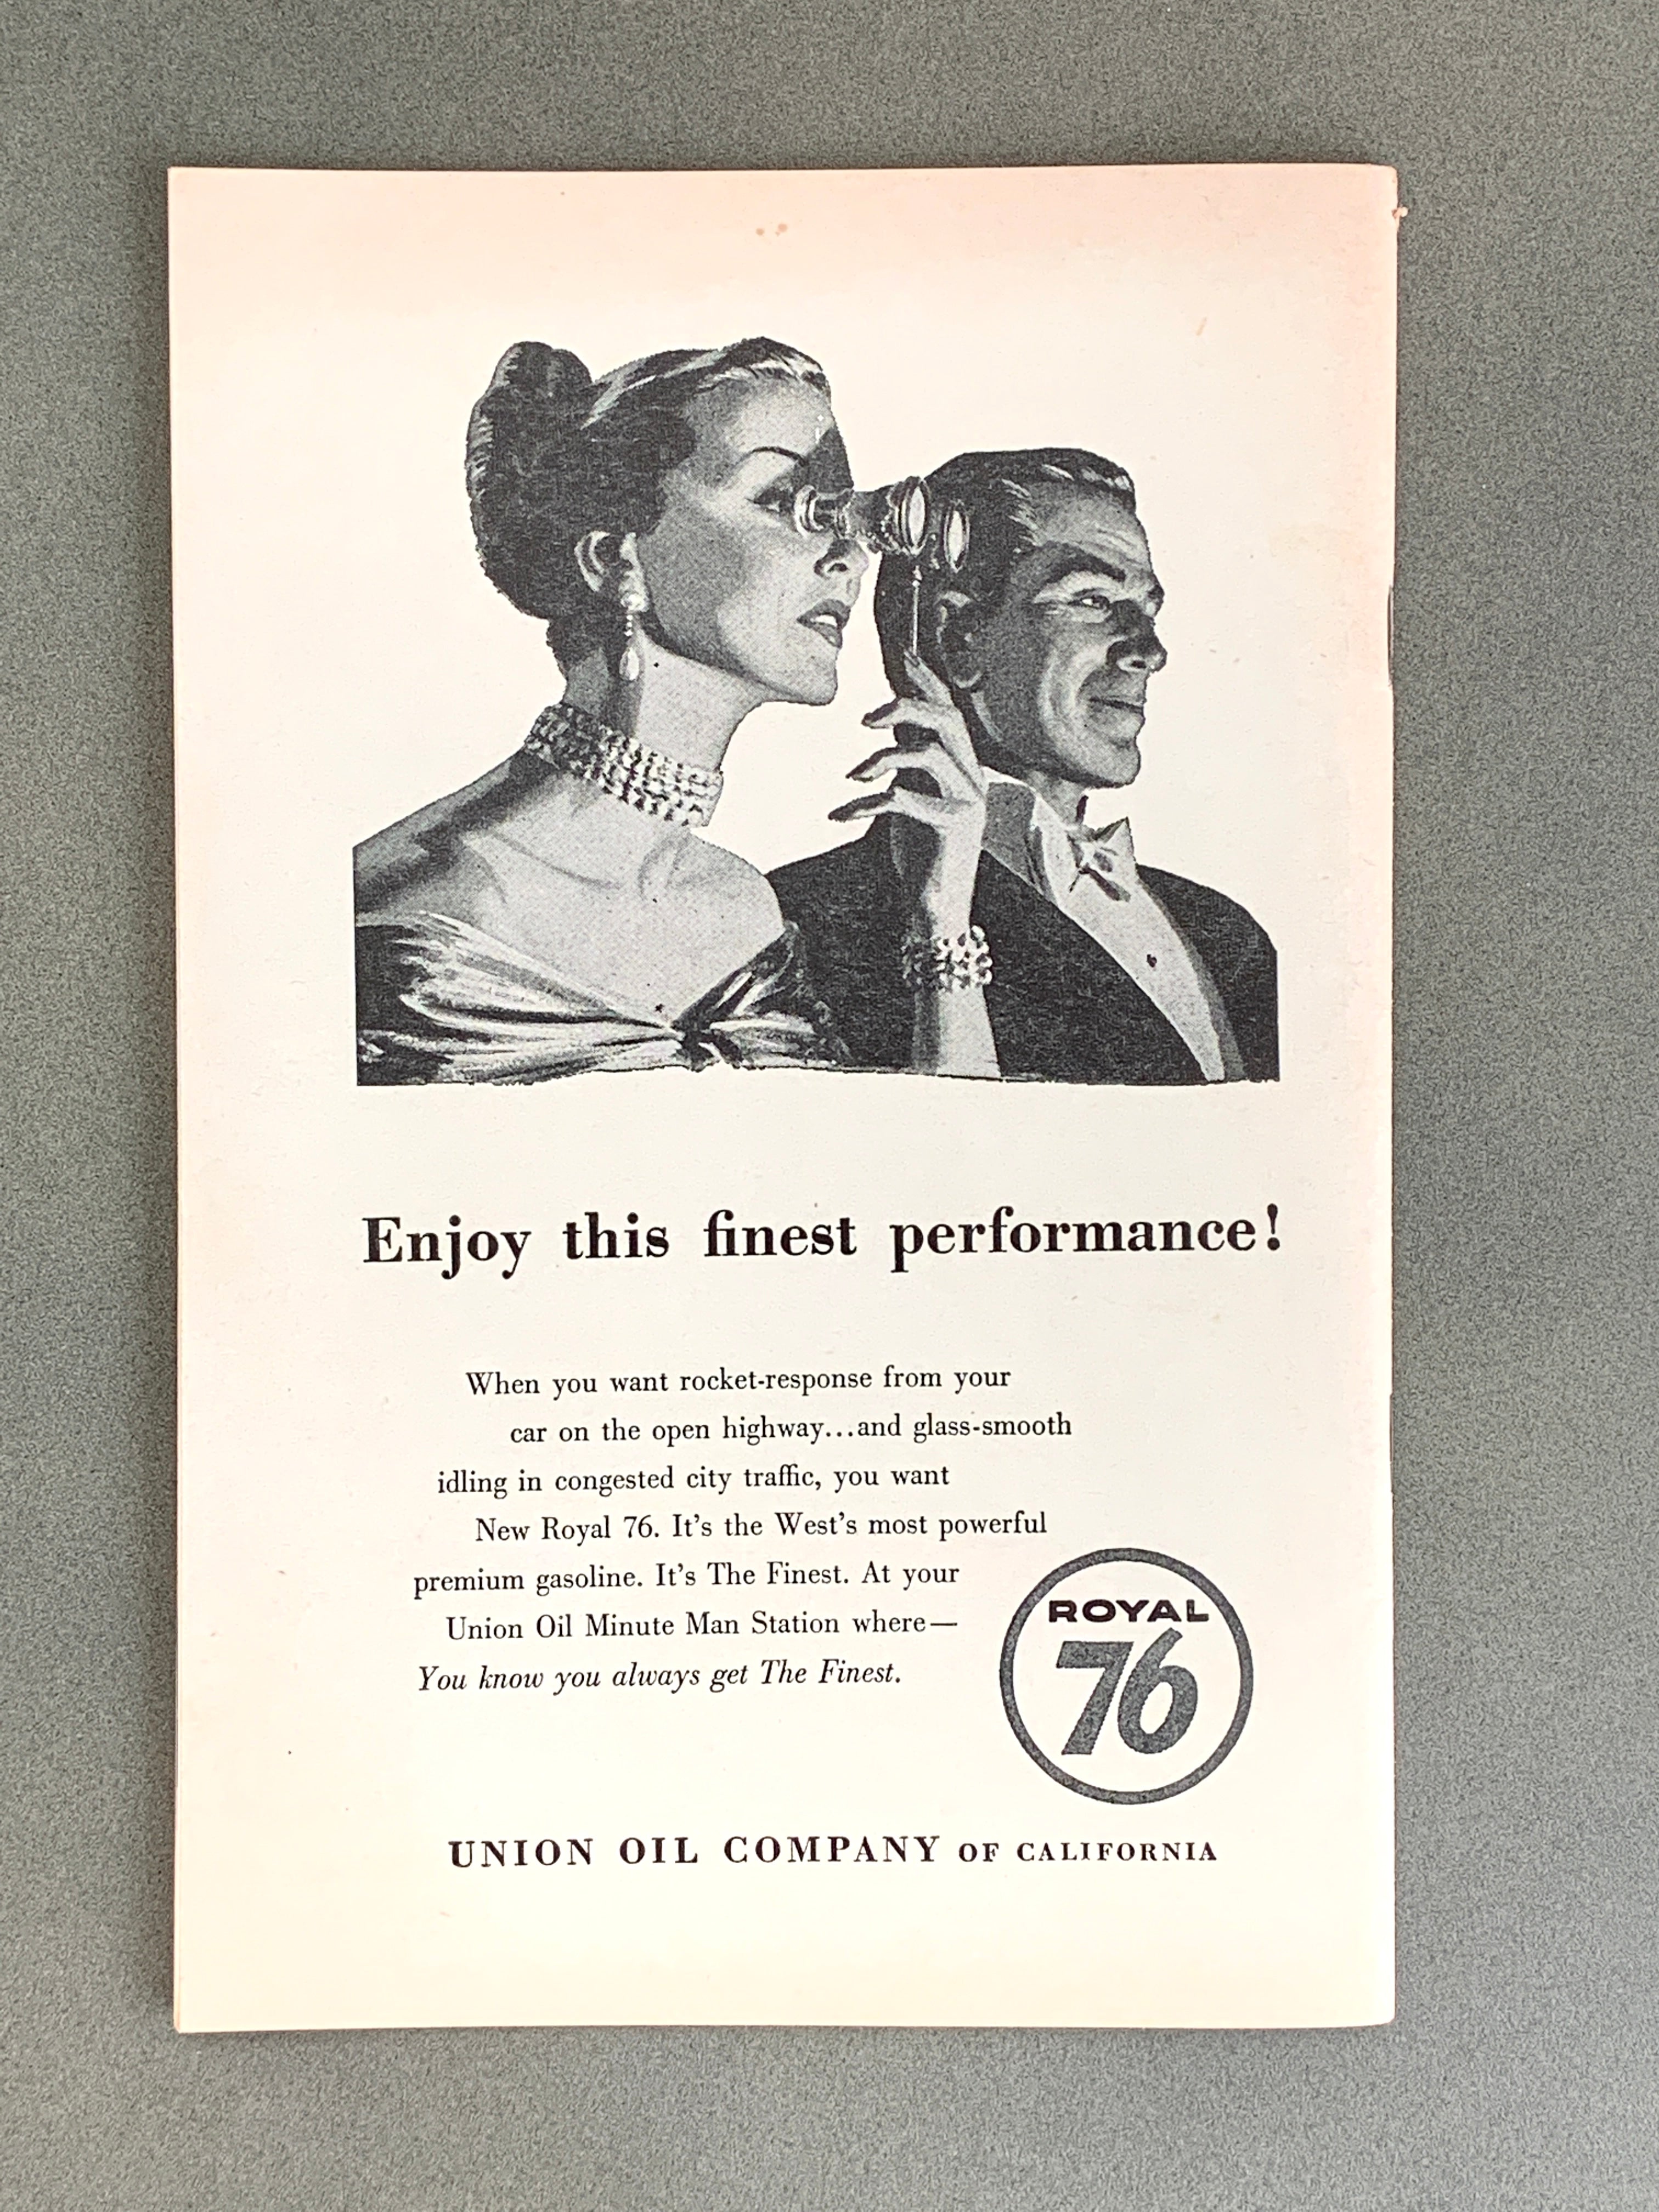 Enjoy this finest performance!
When you want rocket-response from your
car on the open highway...and glass-smooth
idling in congested city traffic, you want
New Royal 76. It's the West's most powerful
premium gasoline. It's The Finest. At your
Union Oil Minute Man Station where—
You know you always get The Finest.
ROYAL
76
UNION OIL COMPANY OF CALIFORNIA